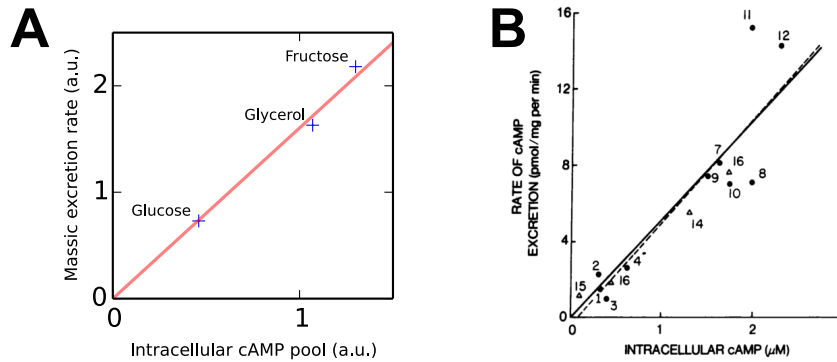 A
Massic excretion rate (a.u.)
2
1
0
Fructose
Glycerol
Glucose
1
Intracellular cAMP pool (a.u.)
B
RATE OF cAMP
EXCRETION (pmol/mg per min)
16
12
8
4
0
11
12
7
16
9
8
10
14
2
4
16
15
1
3
0
1
2
INTRACELLULAR cAMP (μM)